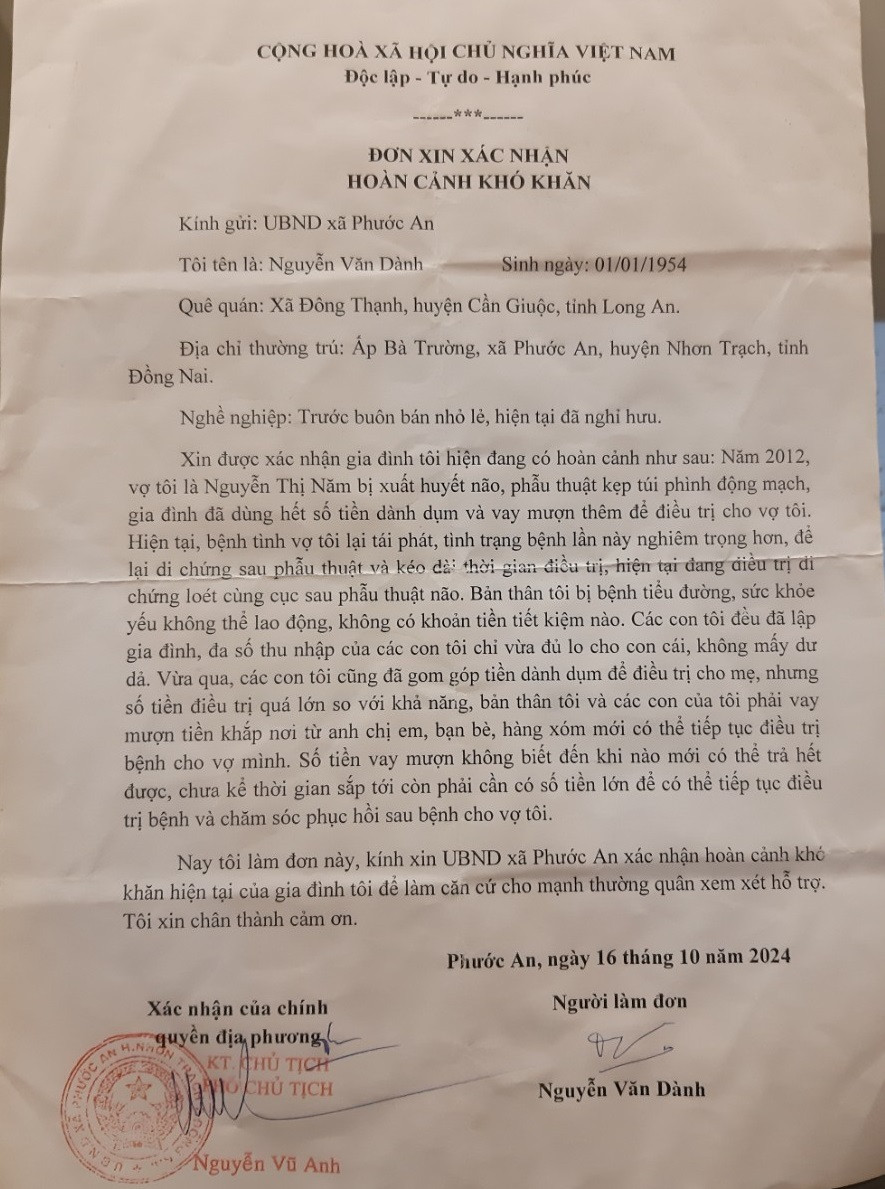 CỘNG HOÀ XÃ HỘI CHỦ NGHĨA VIỆT NAM
Độc lập - Tự do - Hạnh phúc
------***------
ĐƠN XIN XÁC NHẬN
HOÀN CẢNH KHÓ KHĂN
Kính gửi: UBND xã Phước An
Tôi tên là: Nguyễn Văn Dành Sinh ngày: 01/01/1954
Quê quán: Xã Đông Thạnh, huyện Cần Giuộc, tỉnh Long An.
Địa chỉ thường trú: Ấp Bà Trường, xã Phước An, huyện Nhơn Trạch, tỉnh
Đồng Nai.
Nghề nghiệp: Trước buôn bán nhỏ lẻ, hiện tại đã nghỉ hưu.
Xin được xác nhận gia đình tôi hiện đang có hoàn cảnh như sau: Năm 2012,
vợ tôi là Nguyễn Thị Năm bị xuất huyết não, phẫu thuật kẹp túi phình động mạch,
gia đình đã dùng hết số tiền dành dụm và vay mượn thêm để điều trị cho vợ tôi.
Hiện tại, bệnh tình vợ tôi lại tái phát, tình trạng bệnh lần này nghiêm trọng hơn, để
lại di chứng sau phẫu thuật và kéo dài thời gian điều trị, hiện tại đang điều trị di
chứng loét cùng cục sau phẫu thuật não. Bản thân tôi bị bệnh tiểu đường, sức khỏe
yếu không thể lao động, không có khoản tiền tiết kiệm nào. Các con tôi đều đã lập
gia đình, đa số thu nhập của các con tôi chỉ vừa đủ lo cho con cái, không mấy dư
dả. Vừa qua, các con tôi cũng đã gom góp tiền dành dụm để điều trị cho mẹ, nhưng
số tiền điều trị quá lớn so với khả năng, bản thân tôi và các con của tôi phải vay
mượn tiền khắp nơi từ anh chị em, bạn bè, hàng xóm mới có thể tiếp tục điều trị
bệnh cho vợ mình. Số tiền vay mượn không biết đến khi nào mới có thể trả hết
được, chưa kể thời gian sắp tới còn phải cần có số tiền lớn để có thể tiếp tục điều
trị bệnh và chăm sóc phục hồi sau bệnh cho vợ tôi.
Nay tôi làm đơn này, kính xin UBND xã Phước An xác nhận hoàn cảnh khó
khăn hiện tại của gia đình tôi để làm căn cứ cho mạnh thường quân xem xét hỗ trợ.
Tôi xin chân thành cảm ơn.
Phước An, ngày 16 tháng 10 năm 2024
Xác nhận của chính
quyền địa phương
Người làm đơn
KT. CHỦ TỊCH
PHÓ CHỦ TỊCH
Nguyễn Văn Dành
Nguyễn Vũ Anh